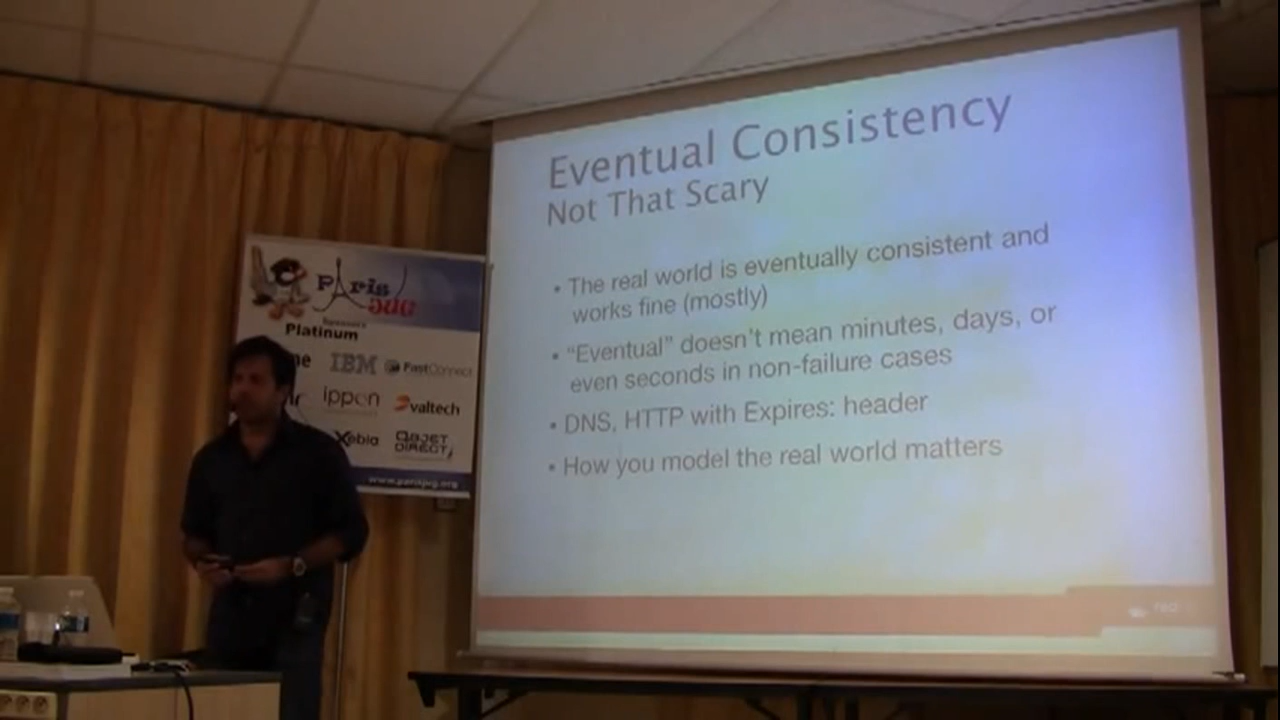 Eventual Consistency
Not That Scary
• The real world is eventually consistent and
works fine (mostly)
• “Eventual” doesn’t mean minutes, days, or
even seconds in non-failure cases
• DNS, HTTP with Expires: header
• How you model the real world matters
Paris
JUG
Sponsors
Platinum
IBM
FastConnect
ippon
valtech
Xebia
OBJET
DIRECT
www.parisjug.org